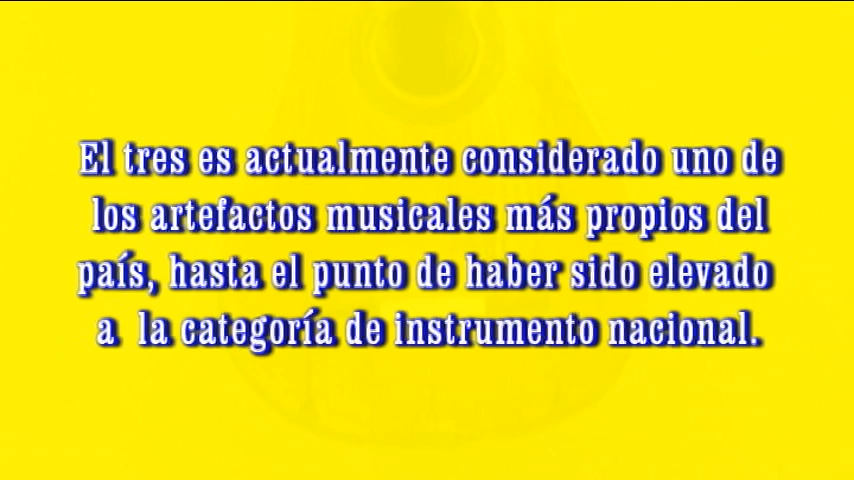 El tres es actualmente considerado uno de
los artefactos musicales más propios del
país, hasta el punto de haber sido elevado
a la categoría de instrumento nacional.